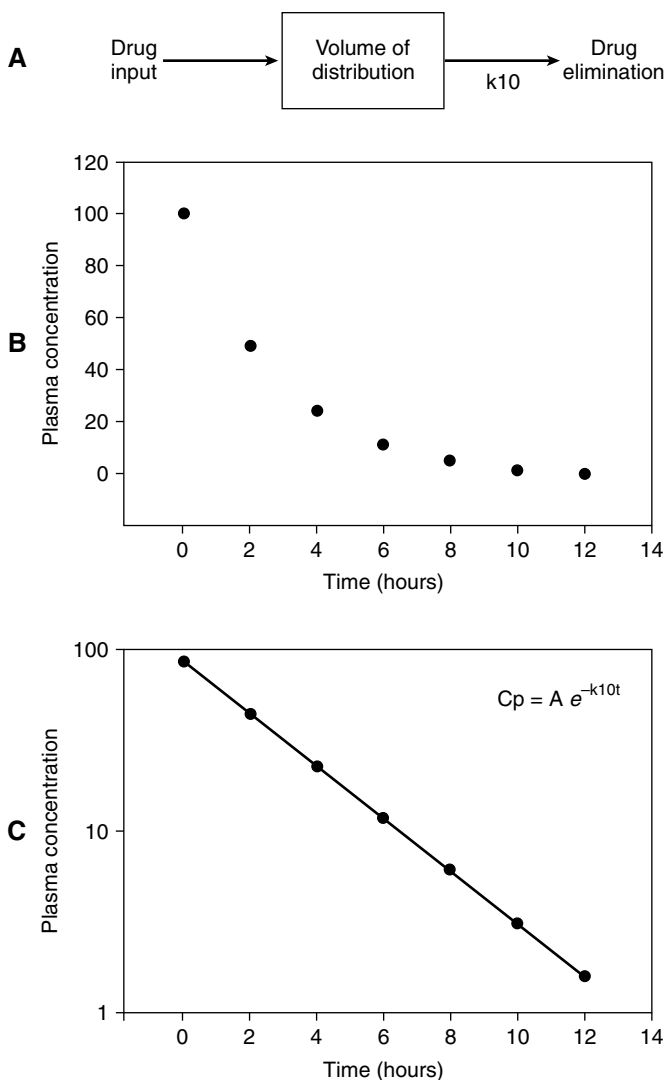 A
Drug
input
Volume of
distribution
k10
Drug
elimination
B
Plasma concentration
120
100
80
60
40
20
0
0 2 4 6 8 10 12 14
Time (hours)
C
Plasma concentration
100
10
1
Cp = A e–k10t
0 2 4 6 8 10 12 14
Time (hours)